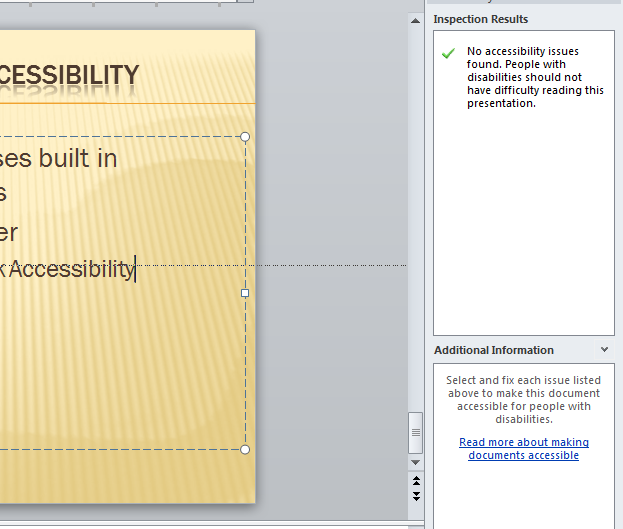 CESSIBILITY
ses built in
s
er
k Accessibility
Inspection Results
No accessibility issues
found. People with
disabilities should not
have difficulty reading this
presentation.
Additional Information
Select and fix each issue listed
above to make this document
accessible for people with
disabilities.
Read more about making
documents accessible